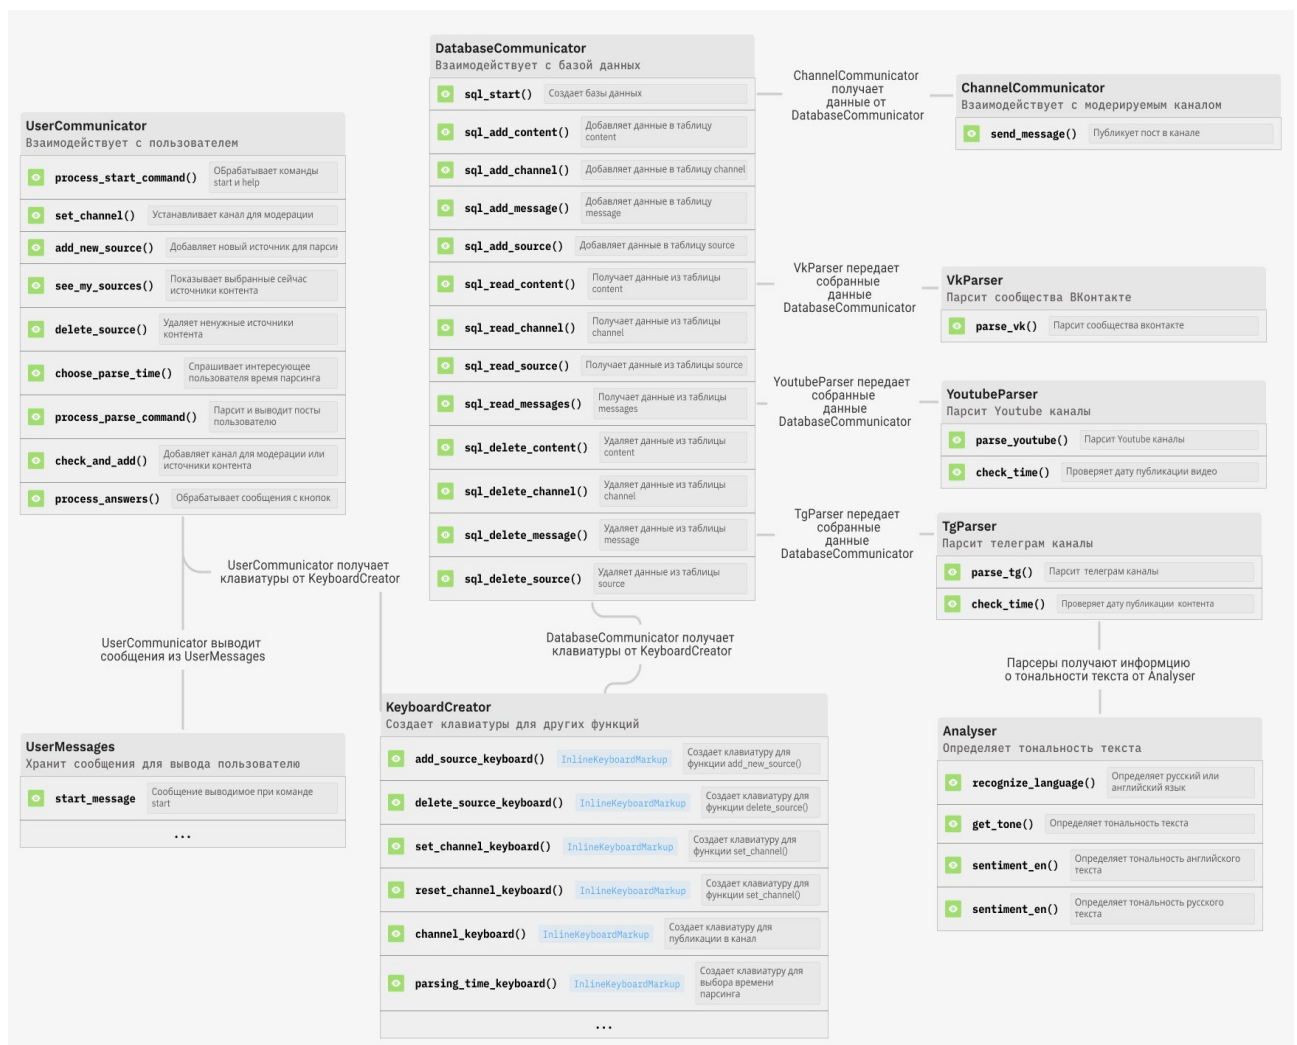 UserCommunicator
Взаимодействует с пользователем
process_start_command()
Обрабатывает команды
start и help
set_channel()
Устанавливает канал для модерации
add_new_source()
Добавляет новый источник для парсин
see_my_sources()
Показывает выбранные сейчас
источники контента
delete_source()
Удаляет ненужные источники
контента
choose_parse_time()
Спрашивает интересующее
пользователя время парсинга
process_parse_command()
Парсит и выводит посты
пользователю
check_and_add()
Добавляет канал для модерации или
источники контента
process_answers()
Обрабатывает сообщения с кнопок
UserCommunicator получает
клавиатуры от KeyboardCreator
UserCommunicator выводит
сообщения из UserMessages
UserMessages
Хранит сообщения для вывода пользователю
start_message
Сообщение выводимое при команде
start
...
DatabaseCommunicator
Взаимодействует с базой данных
sql_start()
Создает базы данных
sql_add_content()
Добавляет данные в таблицу
content
sql_add_channel()
Добавляет данные в таблицу channel
sql_add_message()
Добавляет данные в таблицу
message
sql_add_source()
Добавляет данные в таблицу source
sql_read_content()
Получает данные из таблицы
content
sql_read_channel()
Получает данные из таблицы
channel
sql_read_source()
Получает данные из таблицы source
sql_read_messages()
Получает данные из таблицы
messages
sql_delete_content()
Удаляет данные из таблицы
content
sql_delete_channel()
Удаляет данные из таблицы
channel
sql_delete_message()
Удаляет данные из таблицы
message
sql_delete_source()
Удаляет данные из таблицы
source
DatabaseCommunicator получает
клавиатуры от KeyboardCreator
KeyboardCreator
Создает клавиатуры для других функций
add_source_keyboard()
InlineKeyboardMarkup
Создает клавиатуру для
функции add_new_source()
delete_source_keyboard()
InlineKeyboardMarkup
Создает клавиатуру для
функции delete_source()
set_channel_keyboard()
InlineKeyboardMarkup
Создает клавиатуру для
функции set_channel()
reset_channel_keyboard()
InlineKeyboardMarkup
Создает клавиатуру для
функции set_channel()
channel_keyboard()
InlineKeyboardMarkup
Создает клавиатуру для
публикации в канал
parsing_time_keyboard()
InlineKeyboardMarkup
Создает клавиатуру для
выбора времени
парсинга
...
ChannelCommunicator
получает
данные от
DatabaseCommunicator
ChannelCommunicator
Взаимодействует с модерируемым каналом
send_message()
Публикует пост в канале
VkParser передает
собранные
данные
DatabaseCommunicator
VkParser
Парсит сообщества ВКонтакте
parse_vk()
Парсит сообщества вконтакте
YoutubeParser передает
собранные
данные
DatabaseCommunicator
YoutubeParser
Парсит Youtube каналы
parse_youtube()
Парсит Youtube каналы
check_time()
Проверяет дату публикации видео
TgParser передает
собранные
данные
DatabaseCommunicator
TgParser
Парсит телеграм каналы
parse_tg()
Парсит телеграм каналы
check_time()
Проверяет дату публикации контента
Парсеры получают информцию
о тональности текста от Analyser
Analyser
Определяет тональность текста
recognize_language()
Определяет русский или
английский язык
get_tone()
Определяет тональность текста
sentiment_en()
Определяет тональность английского
текста
sentiment_en()
Определяет тональность русского
текста